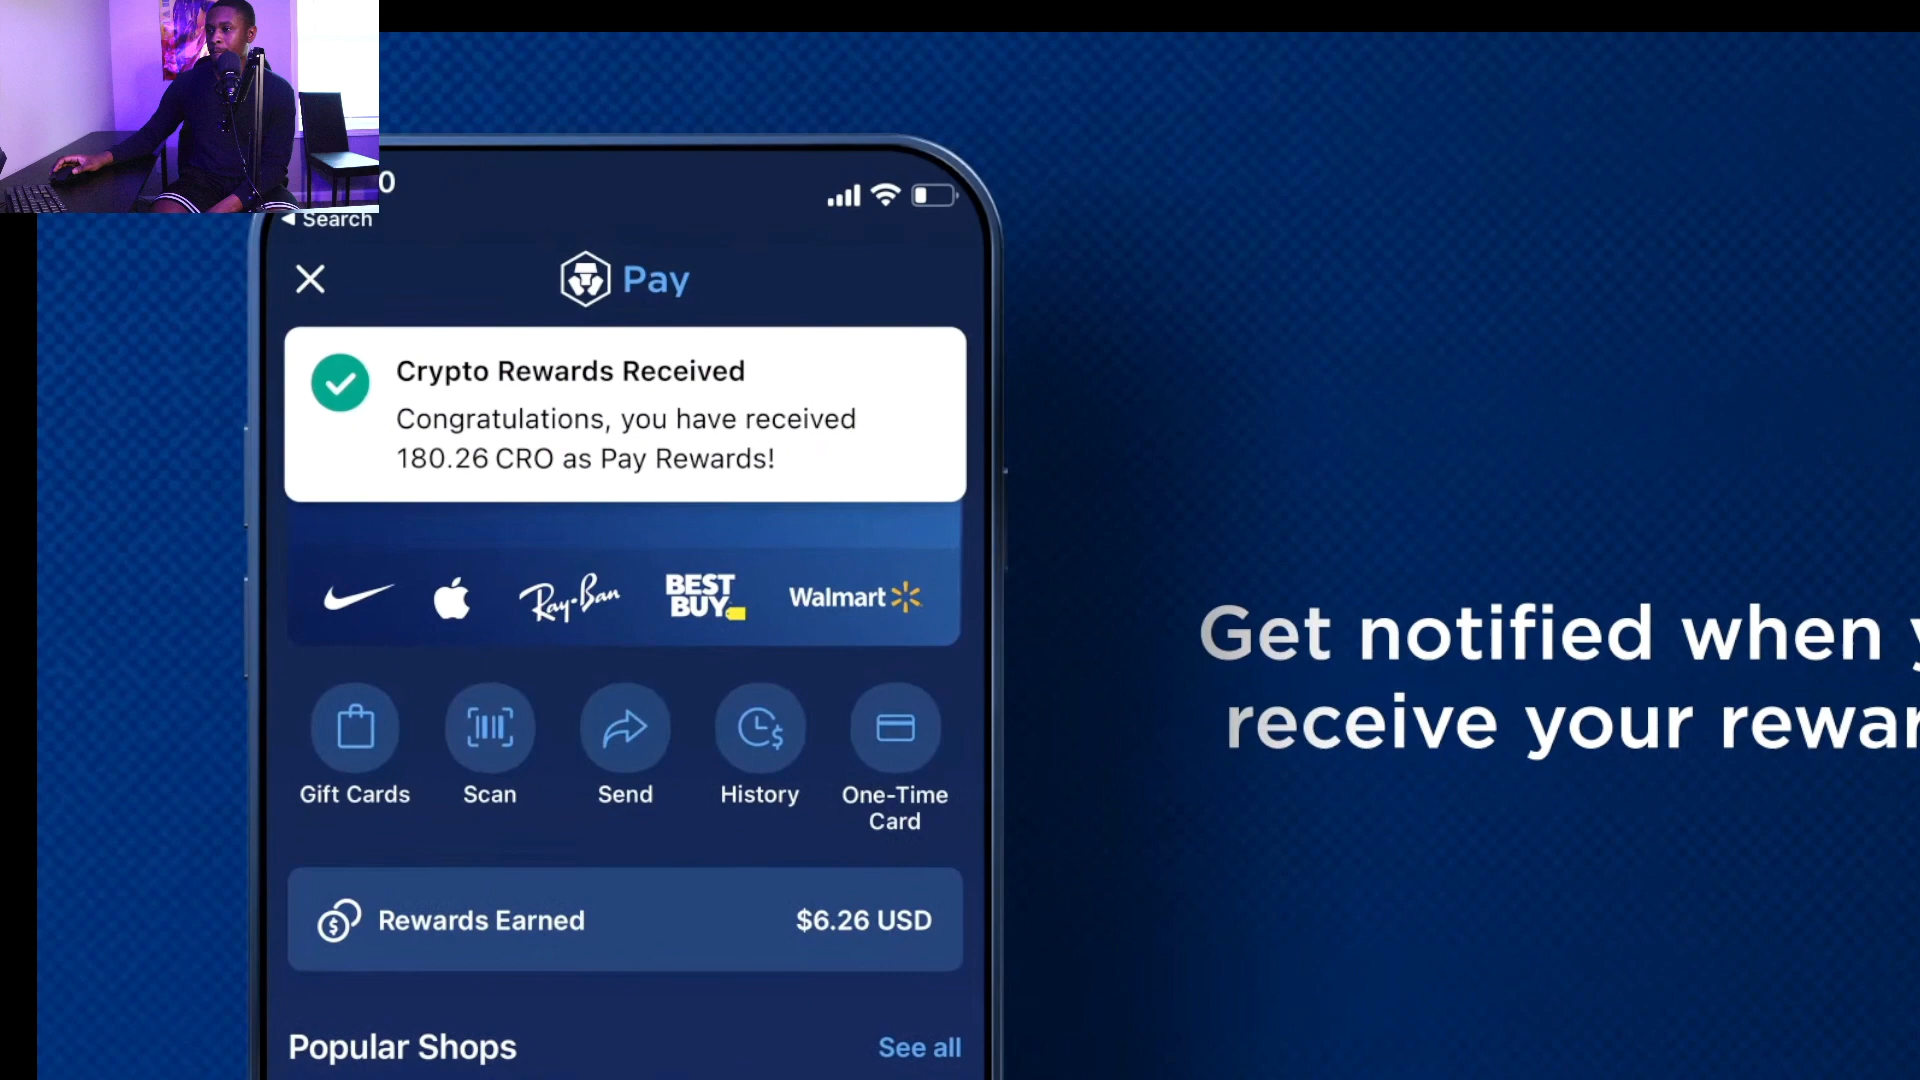 0
Search
Pay
Crypto Rewards Received
Congratulations, you have received
180.26 CRO as Pay Rewards!
Ray-Ban
BEST
BUY
Walmart
Gift Cards
Scan
Send
History
One-Time
Card
Rewards Earned
$6.26 USD
Popular Shops
See all
Get notified when y
receive your rewar